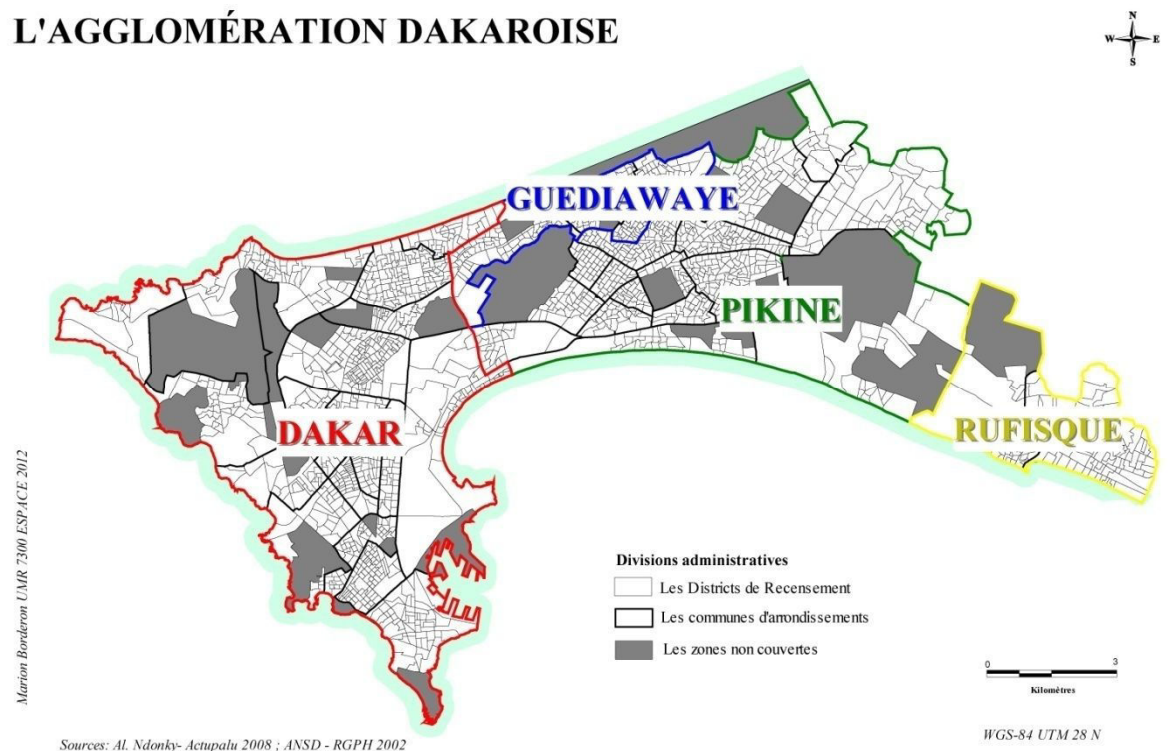 L'AGGLOMÉRATION DAKAROISE
N
W E
S
GUEDIAWAYE
PIKINE
DAKAR
RUFISQUE
Marion Borderon UMR 7300 ESPACE 2012
Divisions administratives
Les Districts de Recensement
Les communes d'arrondissements
Les zones non couvertes
0 3
Kilomètres
Sources: Al. Ndonky- Actupalu 2008 ; ANSD - RGPH 2002
WGS-84 UTM 28 N